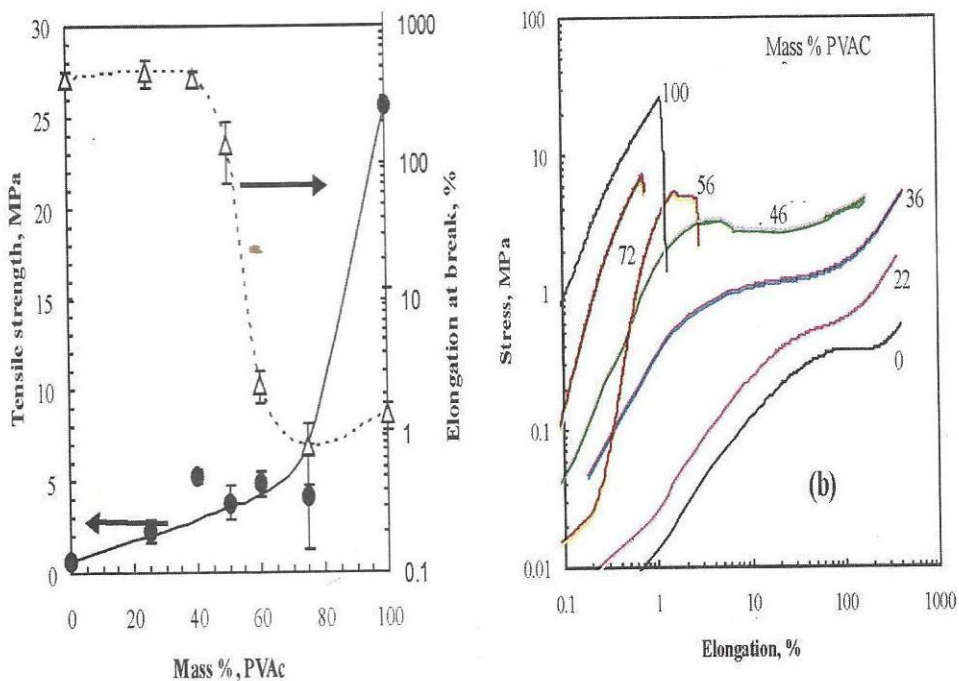 30
25
20
15
10
5
0
Tensile strength, MPa
1000
100
10
1
0.1
Elongation at break, %
0 20 40 60 80 100
Mass %, PVAc
100
10
1
0.1
0.01
Stress, MPa
Mass % PVAC
100
56
46
36
72
22
0
(b)
0.1 1 10 100 1000
Elongation, %